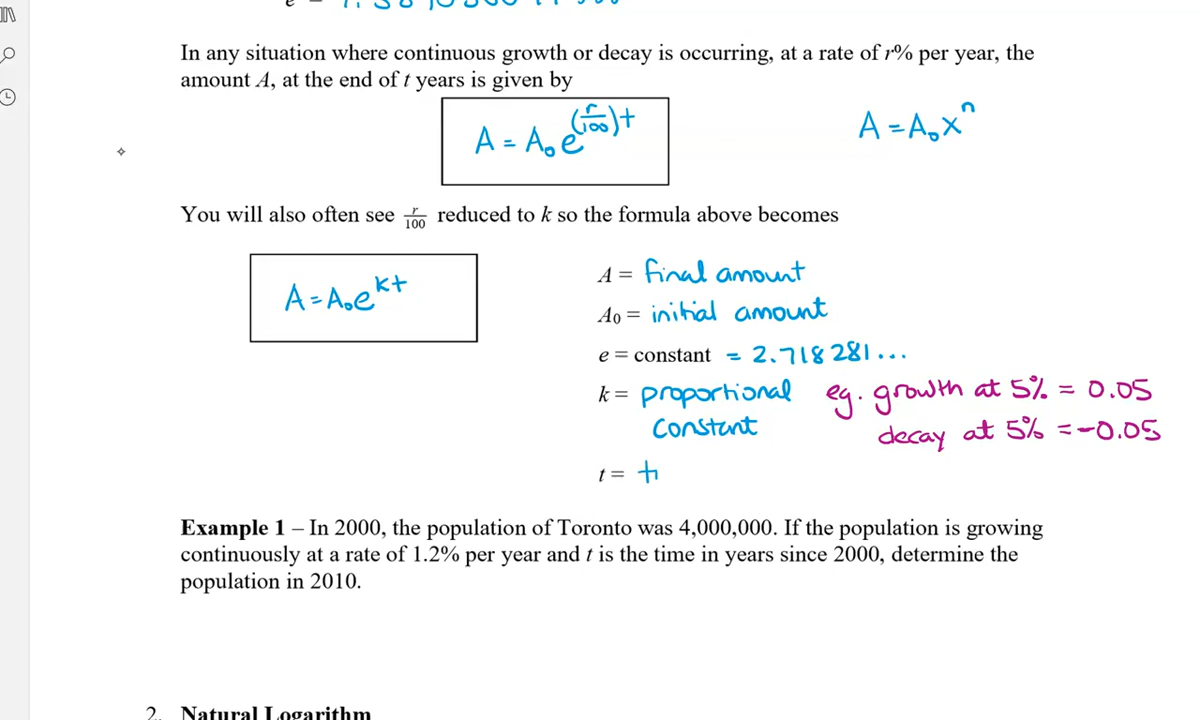 In any situation where continuous growth or decay is occurring, at a rate of r% per year, the
amount A, at the end of t years is given by
A = A₀e^(r/100)t
A = A₀xⁿ
You will also often see r/100 reduced to k so the formula above becomes
A = A₀e^kt
A = final amount
A₀ = initial amount
e = constant = 2.718281...
k = proportional eg. growth at 5% = 0.05
constant decay at 5% = -0.05
t = t
Example 1 – In 2000, the population of Toronto was 4,000,000. If the population is growing
continuously at a rate of 1.2% per year and t is the time in years since 2000, determine the
population in 2010.
2. Natural Logarithm